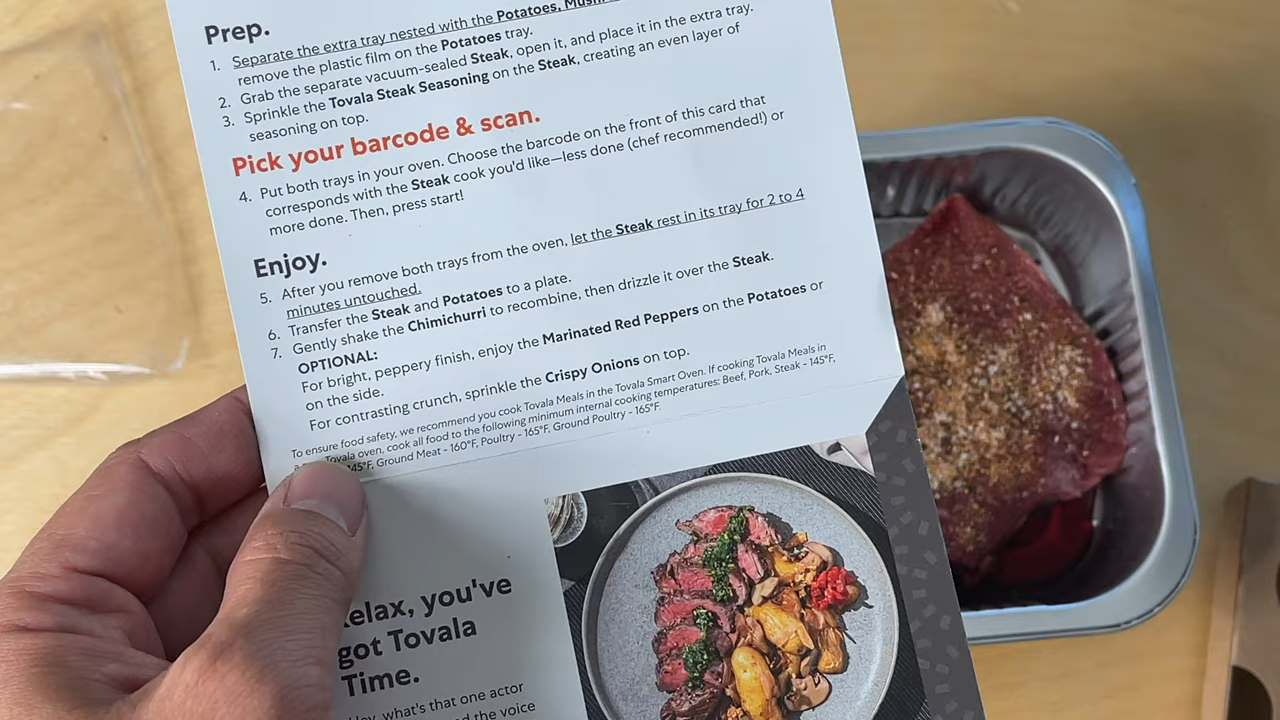 Prep.
1. Separate the extra tray nested with the Potatoes,
remove the plastic film on the Potatoes tray.
2. Grab the separate vacuum-sealed Steak, open it, and place it in the extra tray.
3. Sprinkle the Tovala Steak Seasoning on the Steak, creating an even layer of
seasoning on top.
Pick your barcode & scan.
4. Put both trays in your oven. Choose the barcode on the front of this card that
corresponds with the Steak cook you'd like—less done (chef recommended!) or
more done. Then, press start!
Enjoy.
5. After you remove both trays from the oven, let the Steak rest in its tray for 2 to 4
minutes untouched.
6. Transfer the Steak and Potatoes to a plate.
7. Gently shake the Chimichurri to recombine, then drizzle it over the Steak.
OPTIONAL:
For bright, peppery finish, enjoy the Marinated Red Peppers on the Potatoes or
on the side.
For contrasting crunch, sprinkle the Crispy Onions on top.
To ensure food safety, we recommend you cook Tovala Meals in the Tovala Smart Oven. If cooking Tovala Meals in
a Tovala oven, cook all food to the following minimum internal cooking temperatures: Beef, Pork, Steak - 145°F,
45°F, Ground Meat - 160°F, Poultry - 165°F, Ground Poultry - 165°F.
elax, you've
got Tovala
Time.
what's that one actor
the voice